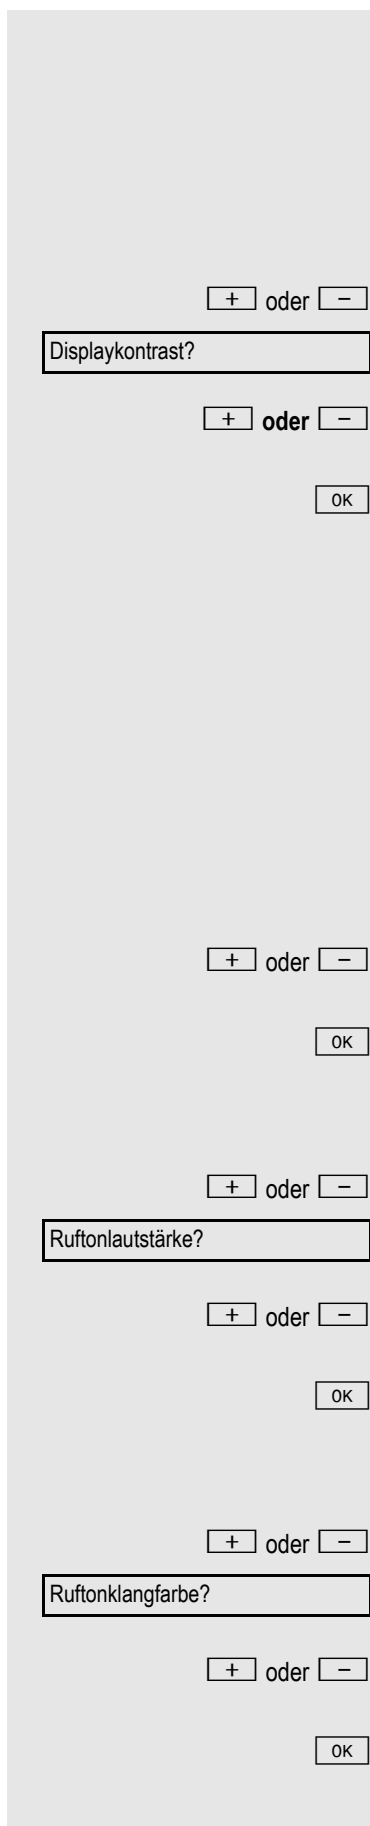 + oder −
Displaykontrast?
+ oder −
OK
+ oder −
OK
+ oder −
Ruftonlautstärke?
+ oder −
OK
+ oder −
Ruftonklangfarbe?
+ oder −
OK